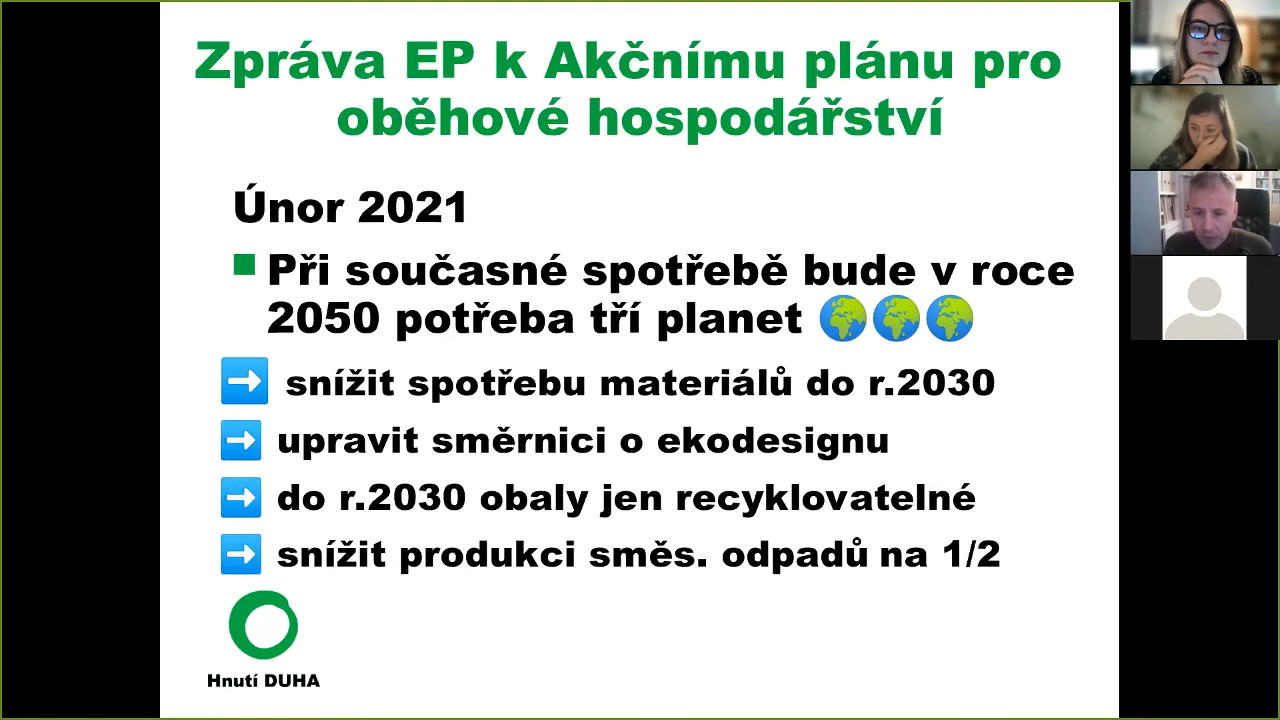 Zpráva EP k Akčnímu plánu pro
oběhové hospodářství
Únor 2021
Při současné spotřebě bude v roce
2050 potřeba tří planet 🌍🌍🌍
➡️ snížit spotřebu materiálů do r.2030
➡️ upravit směrnici o ekodesignu
➡️ do r.2030 obaly jen recyklovatelné
➡️ snížit produkci směs. odpadů na 1/2
Hnutí DUHA